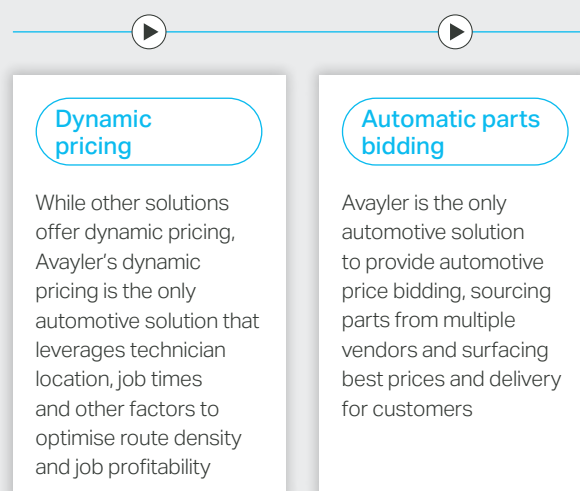 Dynamic
pricing
While other solutions
offer dynamic pricing,
Avayler's dynamic
pricing is the only
automotive solution that
leverages technician
location, job times
and other factors to
optimise route density
and job profitability
Automatic parts
bidding
Avayler is the only
automotive solution
to provide automotive
price bidding, sourcing
parts from multiple
vendors and surfacing
best prices and delivery
for customers